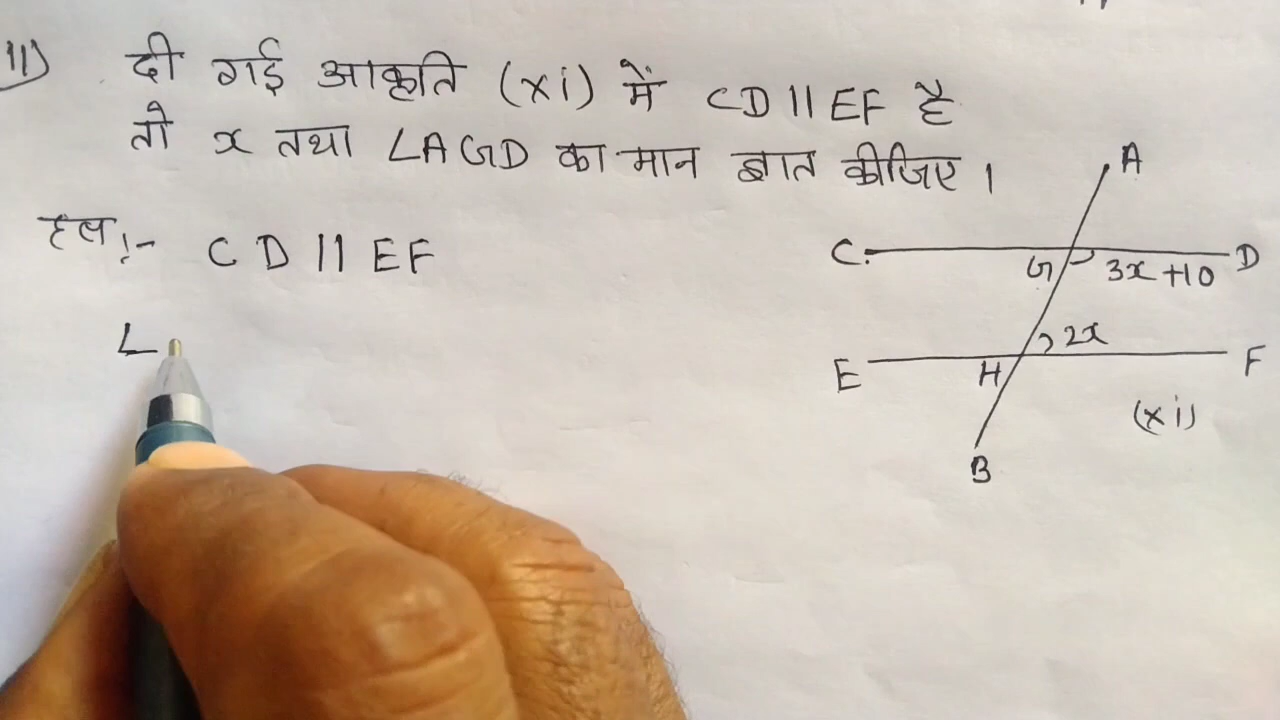 11) दी गई आकृति (xi) में CD || EF है
तो x तथा ∠AGD का मान ज्ञात कीजिए ।
हल :- CD || EF
∠
A
C
G
3x + 10
D
2x
E
H
F
(xi)
B